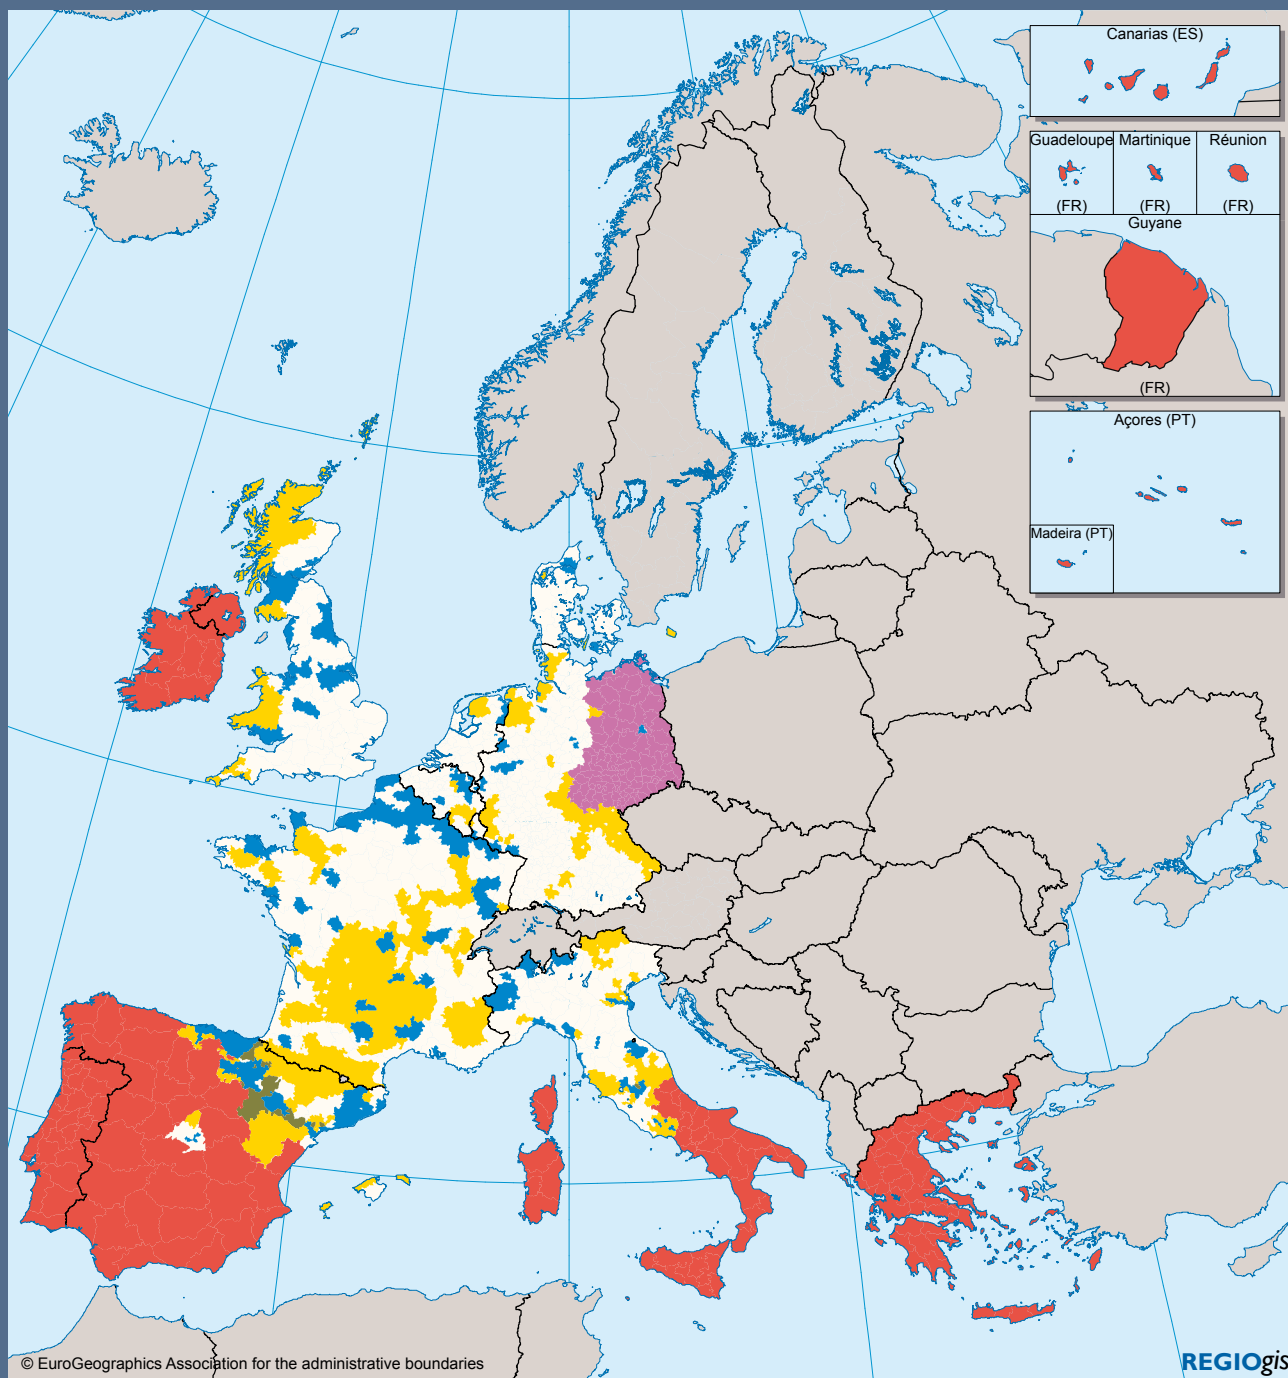 Canarias (ES)
Guadeloupe
Martinique
Réunion
(FR)
(FR)
(FR)
Guyane
(FR)
Açores (PT)
Madeira (PT)
© EuroGeographics Association for the administrative boundaries
REGIOgis